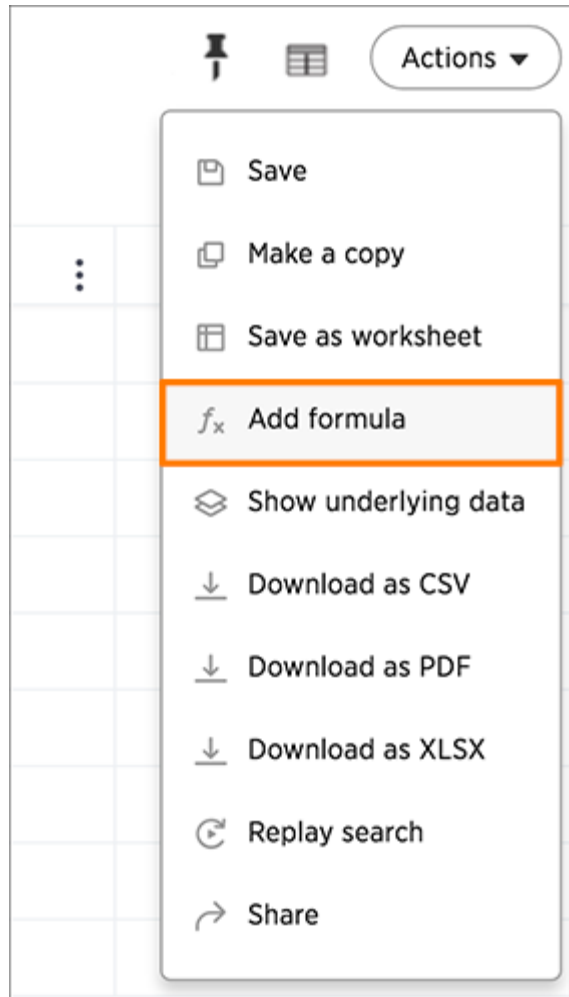 Actions
Save
Make a copy
Save as worksheet
fx Add formula
Show underlying data
Download as CSV
Download as PDF
Download as XLSX
Replay search
Share